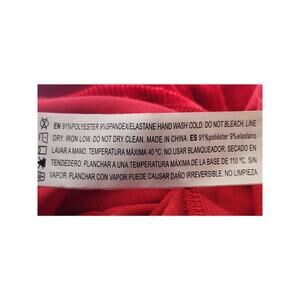 EN 91%POLYESTER 9%SPANDEX/ELASTANE HAND WASH COLD. DO NOT BLEACH. LINE
DRY. IRON LOW. DO NOT DRY CLEAN. MADE IN CHINA. ES 91%poliéster 9%elastano
LAVAR A MANO. TEMPERATURA MÁXIMA 40 ºC. NO USAR BLANQUEADOR. SECADO EN
TENDEDERO. PLANCHAR A UNA TEMPERATURA MÁXIMA DE LA BASE DE 110 ºC, SIN
VAPOR. PLANCHAR CON VAPOR PUEDE CAUSAR DAÑO IRREVERSIBLE. NO LIMPIEZA